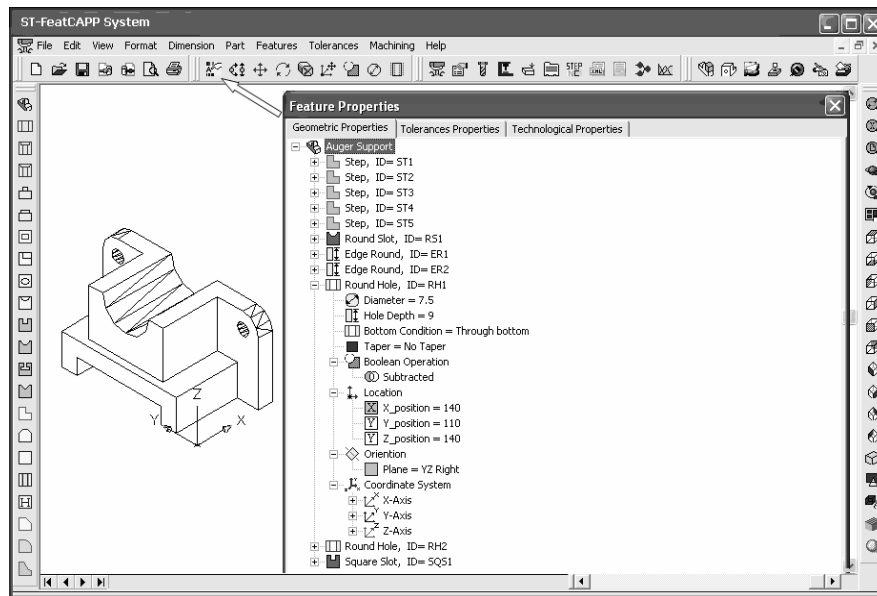 ST-FeatCAPP System
File Edit View Format Dimension Part Features Tolerances Machining Help
Feature Properties
Geometric Properties Tolerances Properties Technological Properties
Auger Support
Step, ID= ST1
Step, ID= ST2
Step, ID= ST3
Step, ID= ST4
Step, ID= ST5
Round Slot, ID= RS1
Edge Round, ID= ER1
Edge Round, ID= ER2
Round Hole, ID= RH1
Diameter = 7.5
Hole Depth = 9
Bottom Condition = Through bottom
Taper = No Taper
Boolean Operation
Subtracted
Location
X X_position = 140
Y Y_position = 110
Y Z_position = 140
Oriention
Plane = YZ Right
Coordinate System
X X-Axis
Y Y-Axis
Z Z-Axis
Round Hole, ID= RH2
Square Slot, ID= SQS1
Z
Y X